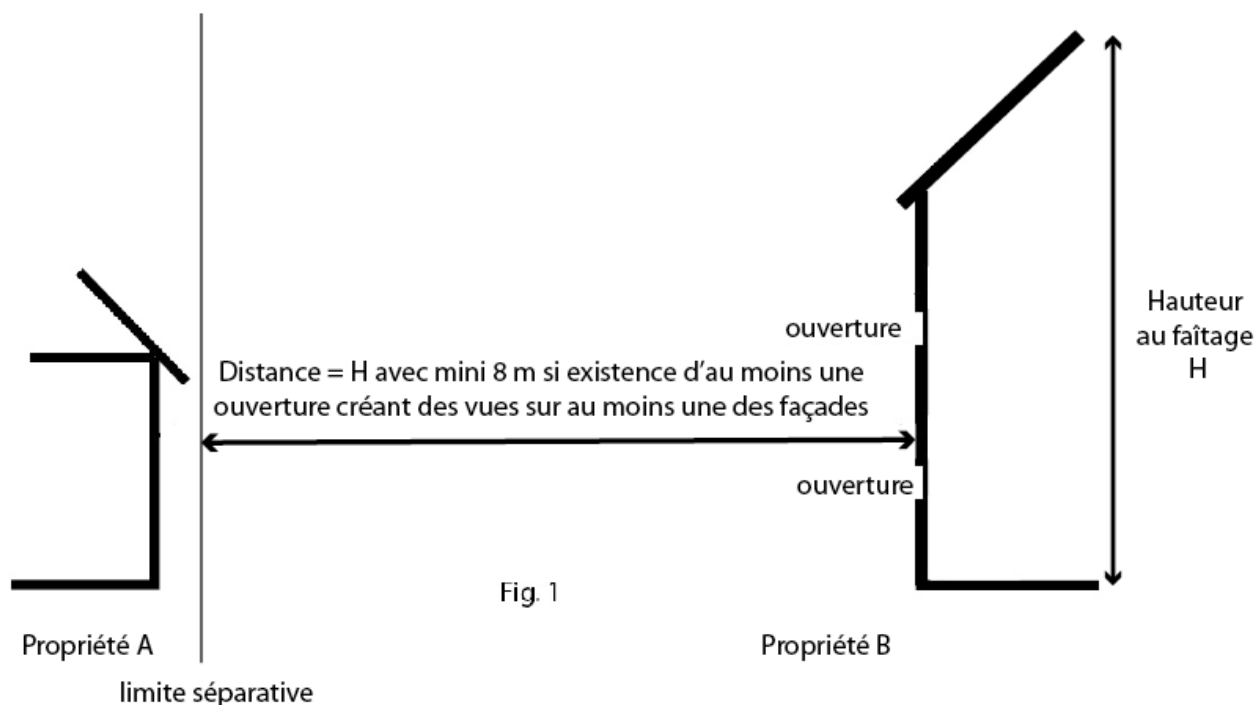 ouverture
Hauteur
au faîtage
H
Distance = H avec mini 8 m si existence d'au moins une
ouverture créant des vues sur au moins une des façades
ouverture
Fig. 1
Propriété A
Propriété B
limite séparative